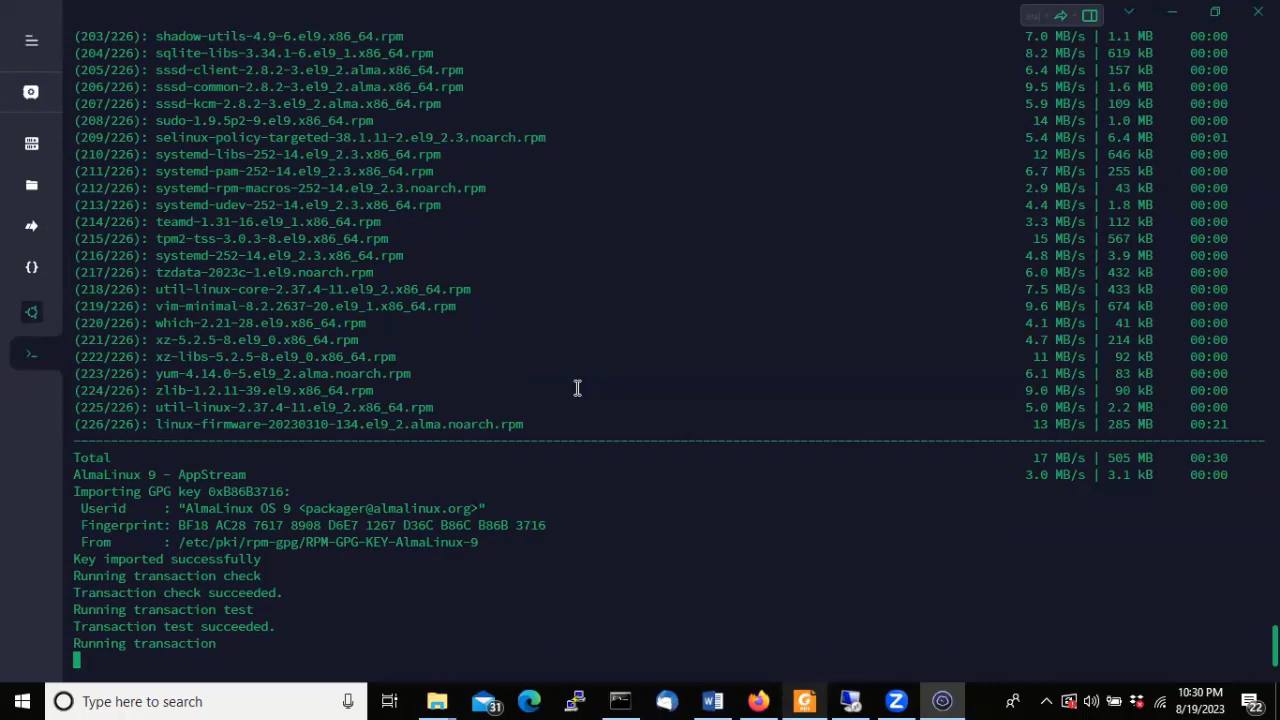 (203/226): shadow-utils-4.9-6.el9.x86_64.rpm 7.0 MB/s | 1.1 MB 00:00
(204/226): sqlite-libs-3.34.1-6.el9_1.x86_64.rpm 8.2 MB/s | 619 kB 00:00
(205/226): sssd-client-2.8.2-3.el9_2.alma.x86_64.rpm 6.4 MB/s | 157 kB 00:00
(206/226): sssd-common-2.8.2-3.el9_2.alma.x86_64.rpm 9.5 MB/s | 1.6 MB 00:00
(207/226): sssd-kcm-2.8.2-3.el9_2.alma.x86_64.rpm 5.9 MB/s | 109 kB 00:00
(208/226): sudo-1.9.5p2-9.el9.x86_64.rpm 14 MB/s | 1.0 MB 00:00
(209/226): selinux-policy-targeted-38.1.11-2.el9_2.3.noarch.rpm 5.4 MB/s | 6.4 MB 00:01
(210/226): systemd-libs-252-14.el9_2.3.x86_64.rpm 12 MB/s | 646 kB 00:00
(211/226): systemd-pam-252-14.el9_2.3.x86_64.rpm 6.7 MB/s | 255 kB 00:00
(212/226): systemd-rpm-macros-252-14.el9_2.3.noarch.rpm 2.9 MB/s | 43 kB 00:00
(213/226): systemd-udev-252-14.el9_2.3.x86_64.rpm 4.4 MB/s | 1.8 MB 00:00
(214/226): teamd-1.31-16.el9_1.x86_64.rpm 3.3 MB/s | 112 kB 00:00
(215/226): tpm2-tss-3.0.3-8.el9.x86_64.rpm 15 MB/s | 567 kB 00:00
(216/226): systemd-252-14.el9_2.3.x86_64.rpm 4.8 MB/s | 3.9 MB 00:00
(217/226): tzdata-2023c-1.el9.noarch.rpm 6.0 MB/s | 432 kB 00:00
(218/226): util-linux-core-2.37.4-11.el9_2.x86_64.rpm 7.5 MB/s | 433 kB 00:00
(219/226): vim-minimal-8.2.2637-20.el9_1.x86_64.rpm 9.6 MB/s | 674 kB 00:00
(220/226): which-2.21-28.el9.x86_64.rpm 4.1 MB/s | 41 kB 00:00
(221/226): xz-5.2.5-8.el9_0.x86_64.rpm 4.7 MB/s | 214 kB 00:00
(222/226): xz-libs-5.2.5-8.el9_0.x86_64.rpm 11 MB/s | 92 kB 00:00
(223/226): yum-4.14.0-5.el9_2.alma.noarch.rpm 6.1 MB/s | 83 kB 00:00
(224/226): zlib-1.2.11-39.el9.x86_64.rpm 9.0 MB/s | 90 kB 00:00
(225/226): util-linux-2.37.4-11.el9_2.x86_64.rpm 5.0 MB/s | 2.2 MB 00:00
(226/226): linux-firmware-20230310-134.el9_2.alma.noarch.rpm 13 MB/s | 285 MB 00:21
Total 17 MB/s | 505 MB 00:30
AlmaLinux 9 - AppStream 3.0 MB/s | 3.1 kB 00:00
Importing GPG key 0xB86B3716:
Userid : "AlmaLinux OS 9 <packager@almalinux.org>"
Fingerprint: BF18 AC28 7617 8908 D6E7 1267 D36C B86C B86B 3716
From : /etc/pki/rpm-gpg/RPM-GPG-KEY-AlmaLinux-9
Key imported successfully
Running transaction check
Transaction check succeeded.
Running transaction test
Transaction test succeeded.
Running transaction
Type here to search
31
10:30 PM
8/19/2023
22